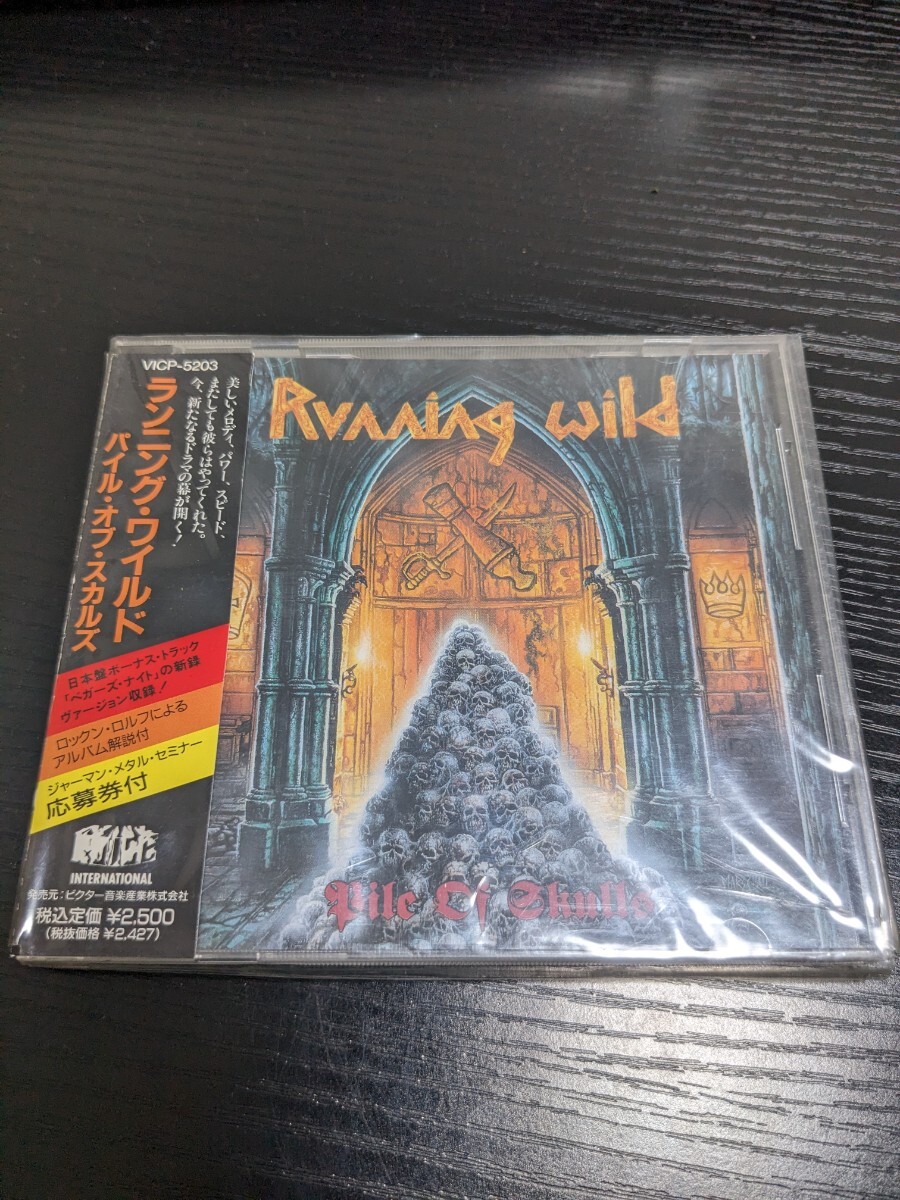 VICP-5203
美しいメロディ、パワー、スピード、
またしても彼らはやってくれた。
今、新たなるドラマの幕が開く!
ランニング・ワイルド
パイル・オブ・スカルズ
日本盤ボーナス・トラック
「ベガーズ・ナイト」の新録
ヴァージョン収録!
ロックン・ロルフによる
アルバム解説付
ジャーマン・メタル・セミナー
応募券付
INTERNATIONAL
発売元:ビクター音楽産業株式会社
税込定価 ¥2,500
(税抜価格 ¥2,427)
Running wild
Pile Of Skulls